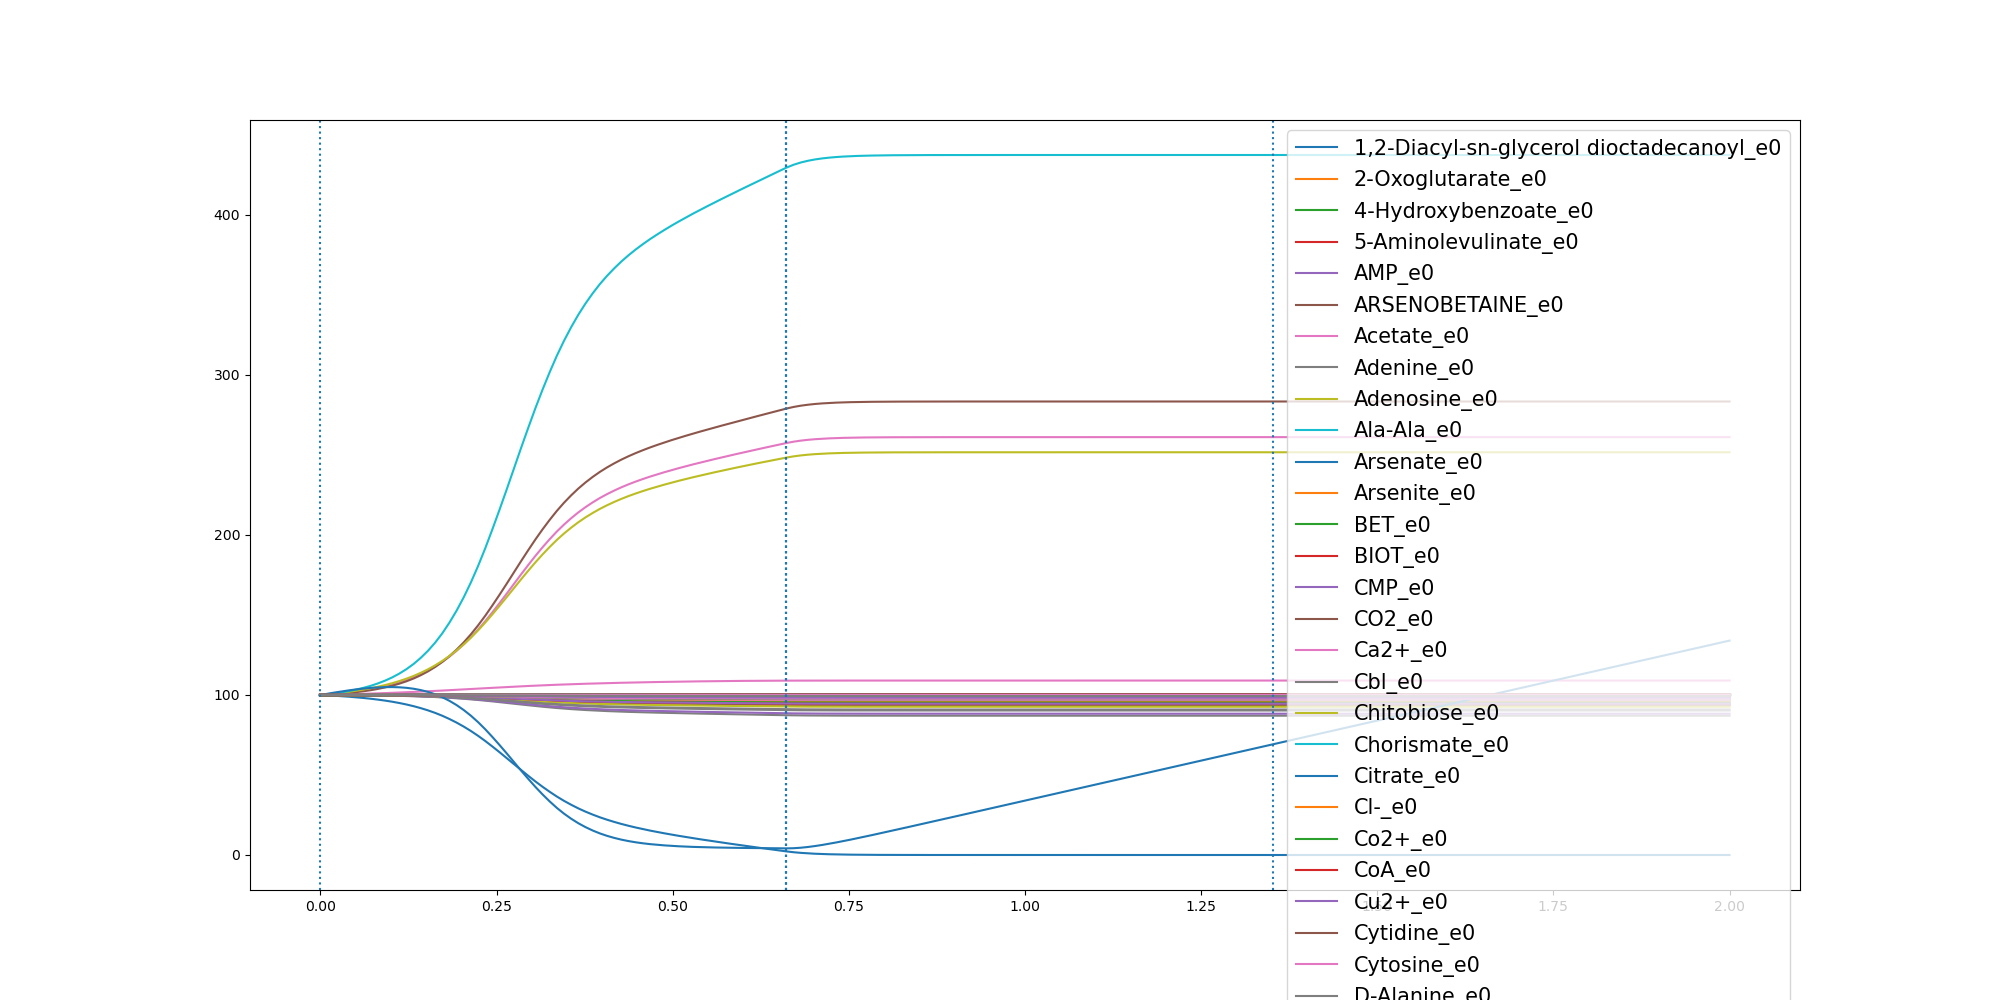 400
300
200
100
0
0.00 0.25 0.50 0.75 1.00 1.25 1.75 2.00
1,2-Diacyl-sn-glycerol dioctadecanoyl_e0
2-Oxoglutarate_e0
4-Hydroxybenzoate_e0
5-Aminolevulinate_e0
AMP_e0
ARSENOBETAINE_e0
Acetate_e0
Adenine_e0
Adenosine_e0
Ala-Ala_e0
Arsenate_e0
Arsenite_e0
BET_e0
BIOT_e0
CMP_e0
CO2_e0
Ca2+_e0
Cbl_e0
Chitobiose_e0
Chorismate_e0
Citrate_e0
Cl-_e0
Co2+_e0
CoA_e0
Cu2+_e0
Cytidine_e0
Cytosine_e0
D-Alanine_e0